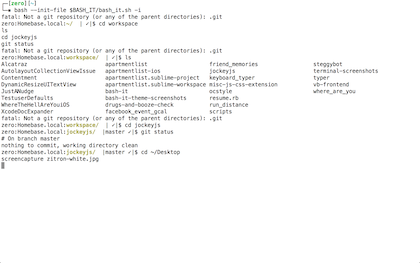 ┌─[zero][~]
└─▪ bash --init-file $BASH_IT/bash_it.sh -i
fatal: Not a git repository (or any of the parent directories): .git
zero:Homebase.local:~/ | ✓|$ cd workspace
ls
cd jockeyjs
git status
fatal: Not a git repository (or any of the parent directories): .git
zero:Homebase.local:workspace/ | ✓|$ ls
Alcatraz apartmentlist friend_memories steggybot
AutolayoutCollectionViewIssue apartmentlist-ios jockeyjs terminal-screenshots
Contentment apartmentlist.sublime-project keyboard_typer typer
DynamicResizeUITextView apartmentlist.sublime-workspace misc-js-css-extension vb-frontend
JustANudge bash-it ocstyle where_are_you
TestuserDefaults bash-it-theme-screenshots resume.rb
WhereTheHellAreYouiOS drugs-and-booze-check run_distance
XcodeDocExpander facebook_event_gcal scripts
fatal: Not a git repository (or any of the parent directories): .git
zero:Homebase.local:workspace/ | ✓|$ cd jockeyjs
zero:Homebase.local:jockeyjs/ |master ✓|$ git status
# On branch master
nothing to commit, working directory clean
zero:Homebase.local:jockeyjs/ |master ✓|$ cd ~/Desktop
screencapture zitron-white.jpg